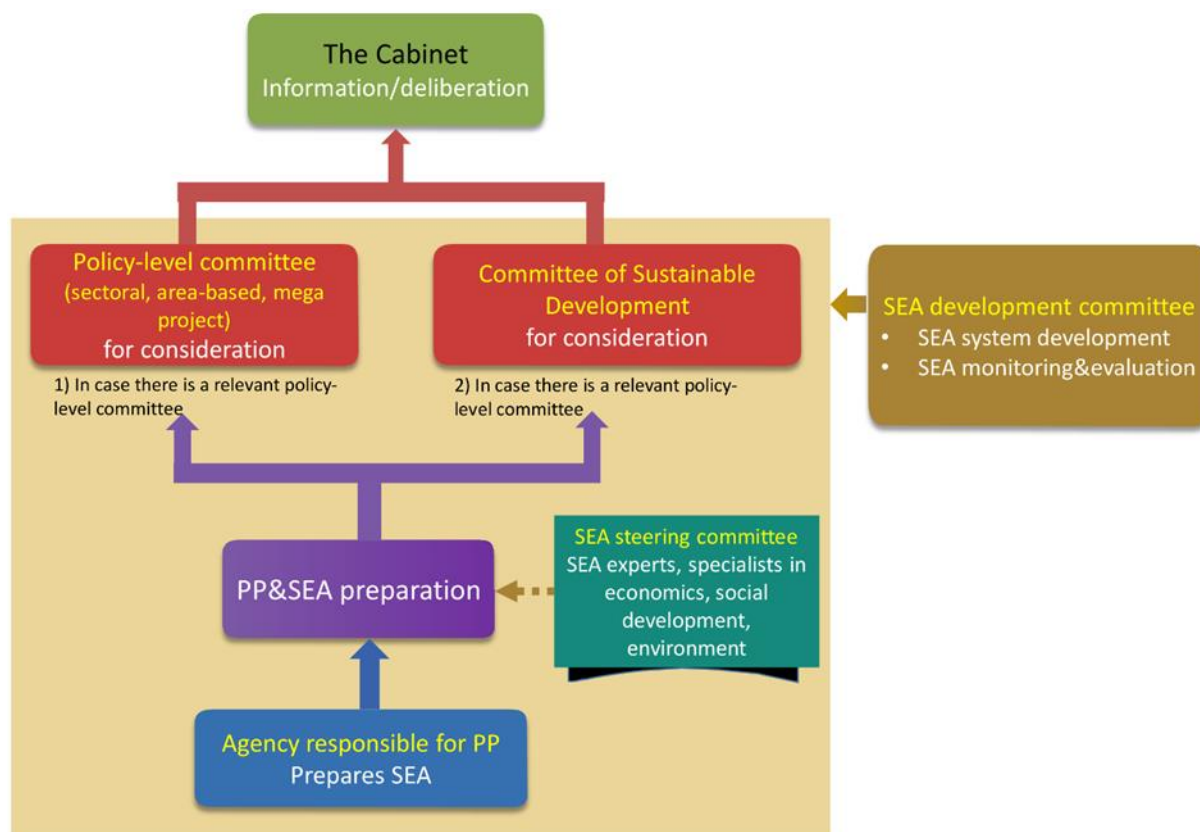 The Cabinet
Information/deliberation
Policy-level committee
(sectoral, area-based, mega
project)
for consideration
Committee of Sustainable
Development
for consideration
SEA development committee
• SEA system development
• SEA monitoring&evaluation
1) In case there is a relevant policy-
level committee
2) In case there is a relevant policy-
level committee
PP&SEA preparation
SEA steering committee
SEA experts, specialists in
economics, social
development,
environment
Agency responsible for PP
Prepares SEA